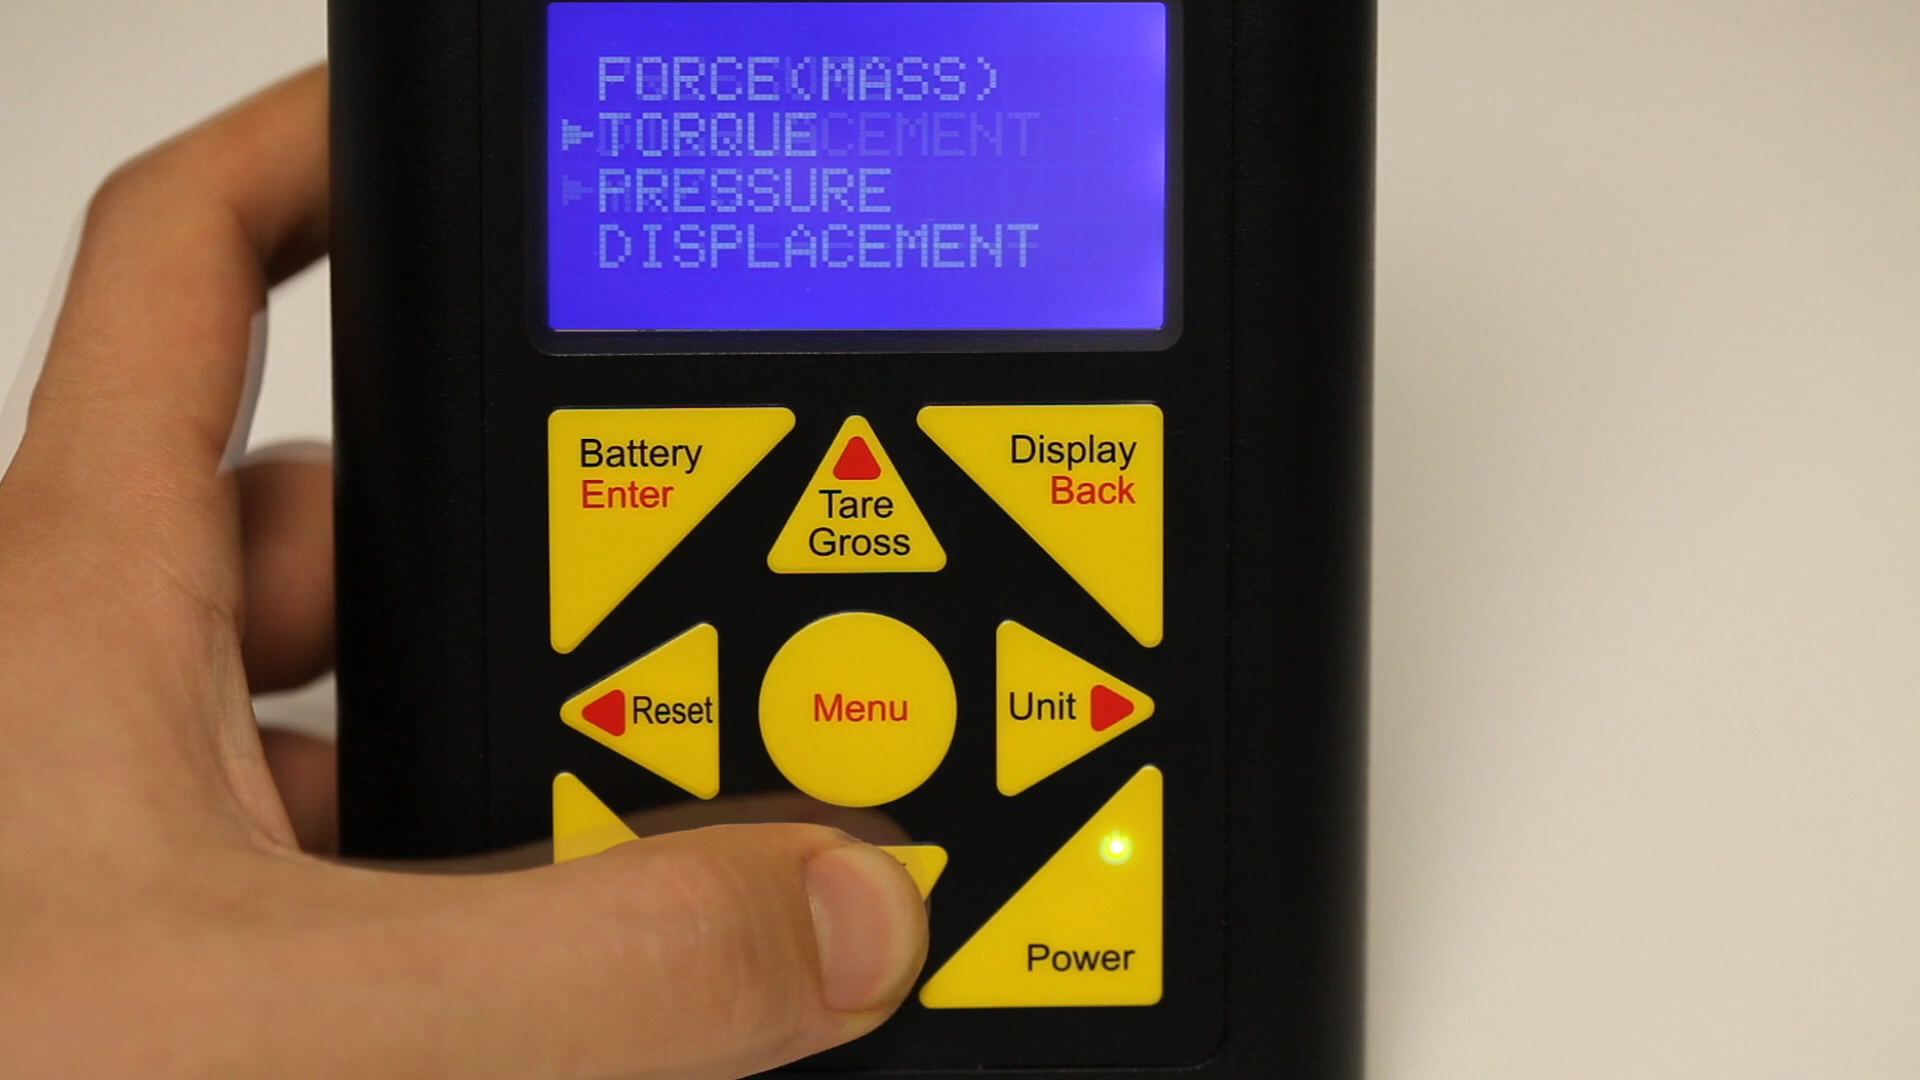 FORCE(MASS)
TORQUE
PRESSURE
DISPLACEMENT
Battery
Enter
Tare
Gross
Display
Back
Reset
Menu
Unit
Power